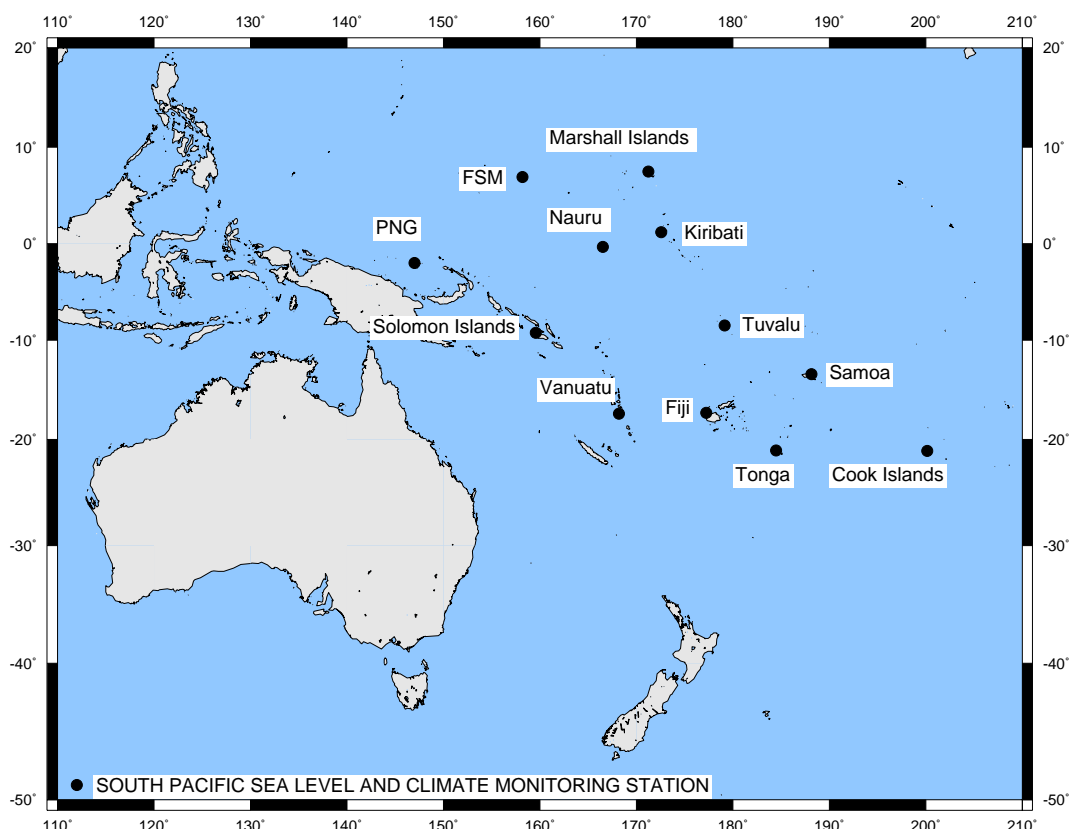 110˚ 120˚ 130˚ 140˚ 150˚ 160˚ 170˚ 180˚ 190˚ 200˚ 210˚
20˚ 20˚
Marshall Islands
10˚ 10˚
FSM
Nauru
PNG
Kiribati
0˚ 0˚
Solomon Islands
Tuvalu
-10˚ -10˚
Samoa
Vanuatu
Fiji
-20˚ -20˚
Tonga Cook Islands
-30˚ -30˚
-40˚ -40˚
SOUTH PACIFIC SEA LEVEL AND CLIMATE MONITORING STATION
-50˚ -50˚
110˚ 120˚ 130˚ 140˚ 150˚ 160˚ 170˚ 180˚ 190˚ 200˚ 210˚